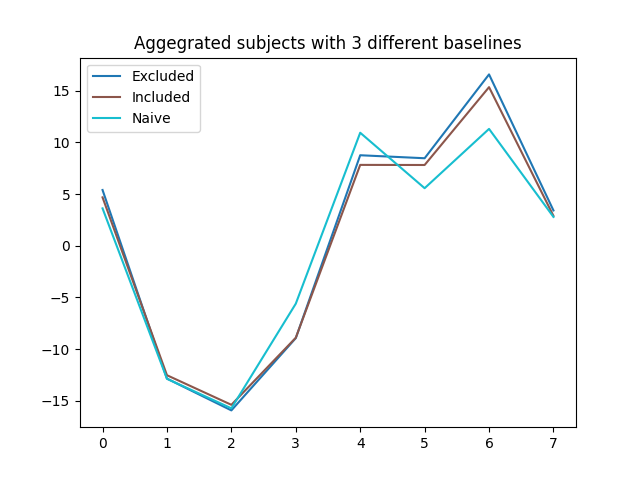 Aggegrated subjects with 3 different baselines
Excluded
Included
Naive
15
10
5
0
−5
−10
−15
0 1 2 3 4 5 6 7